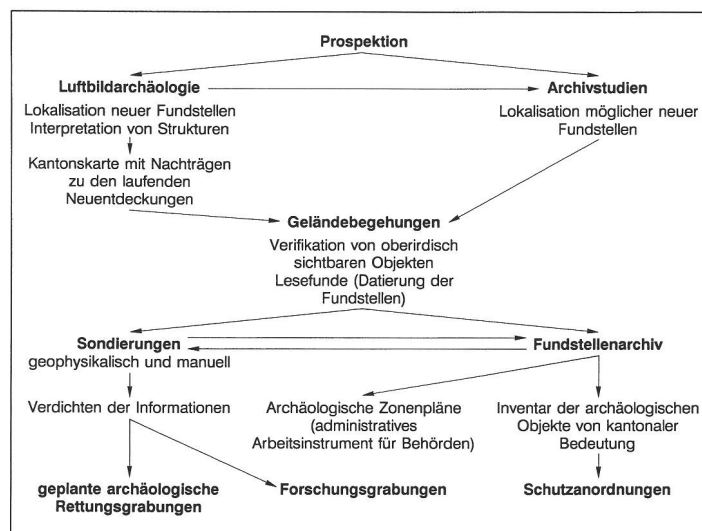 Prospektion
Luftbildarchäologie
Archivstudien
Lokalisation neuer Fundstellen
Interpretation von Strukturen
Lokalisation möglicher neuer
Fundstellen
Kantonskarte mit Nachträgen
zu den laufenden
Neuentdeckungen
Geländebegehungen
Verifikation von oberirdisch
sichtbaren Objekten
Lesefunde (Datierung der
Fundstellen)
Sondierungen
geophysikalisch und manuell
Fundstellenarchiv
Verdichten der Informationen
Archäologische Zonenpläne
(administratives
Arbeitsinstrument für Behörden)
Inventar der archäologischen
Objekte von kantonaler
Bedeutung
geplante archäologische
Rettungsgrabungen
Forschungsgrabungen
Schutzanordnungen